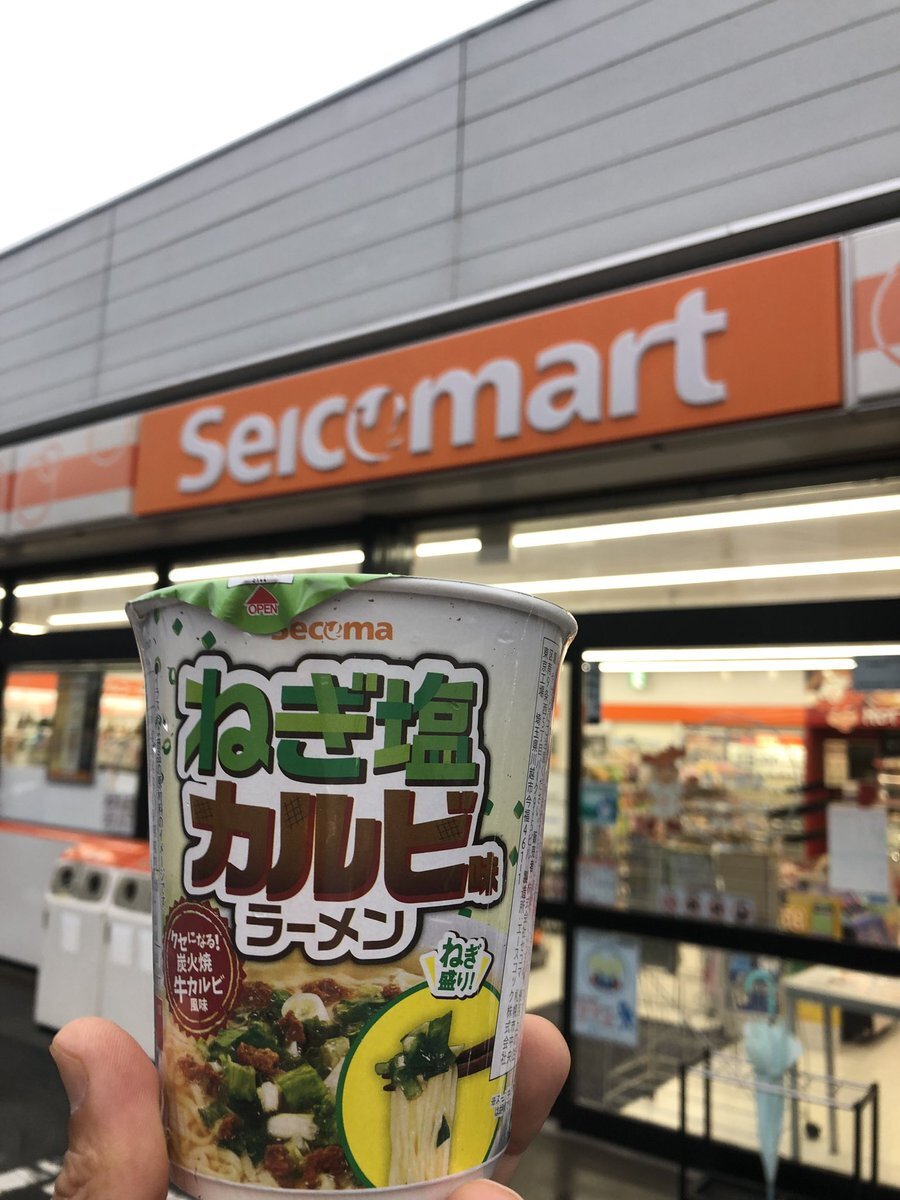 Seicomart
OPEN
Secoma
ねぎ塩
カルビ味
ラーメン
クセになる!
炭火焼
牛カルビ
風味
ねぎ
盛り!